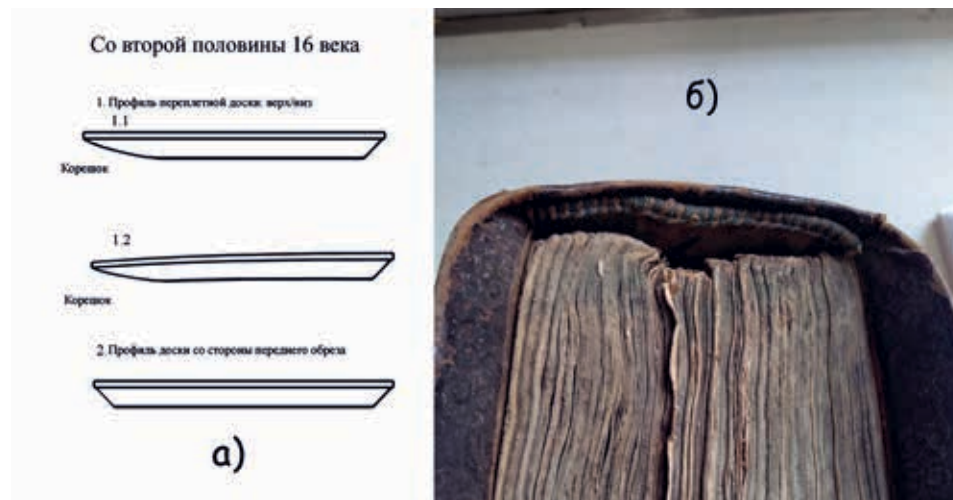 Со второй половины 16 века
1. Профиль переплетной доски: верх/низ
1.1
Корешок
1.2
Корешок
2. Профиль доски со стороны переднего обреза
а)
б)